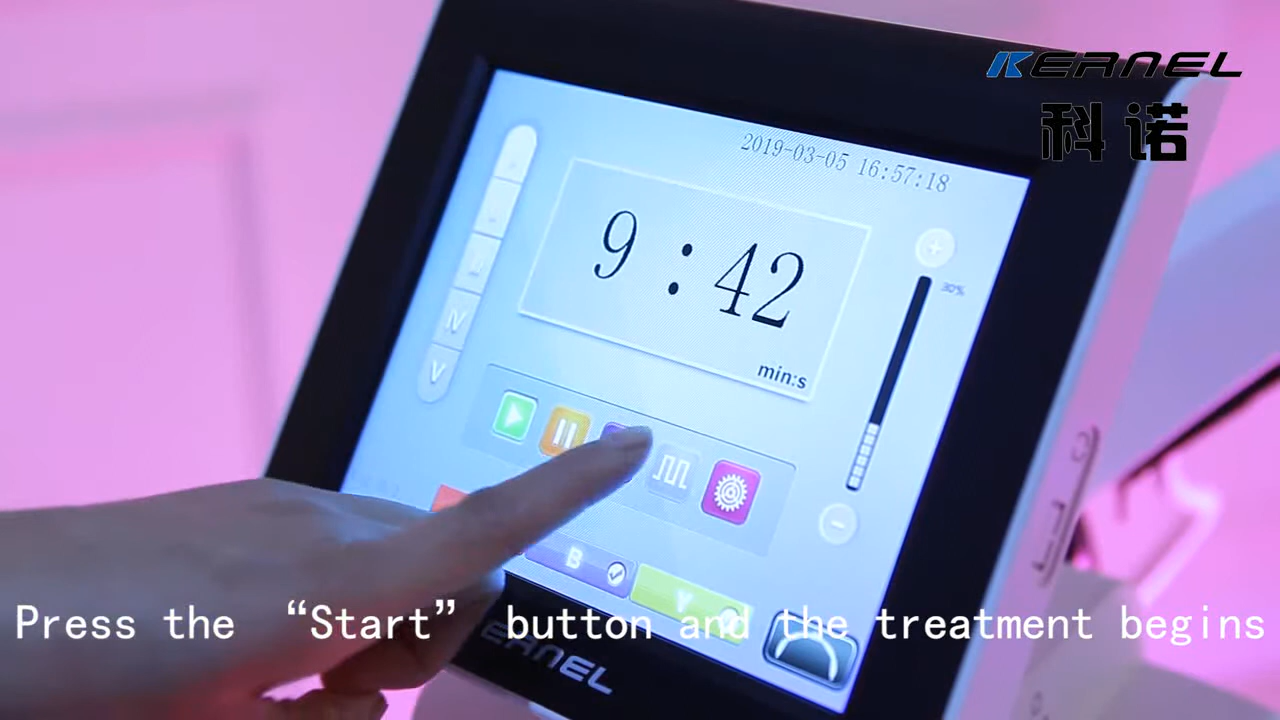 KERNEL
科诺
2019-03-05 16:57:18
9:42
min:s
30%
IV
V
B
Y
Press the “Start” button and the treatment begins
KERNEL